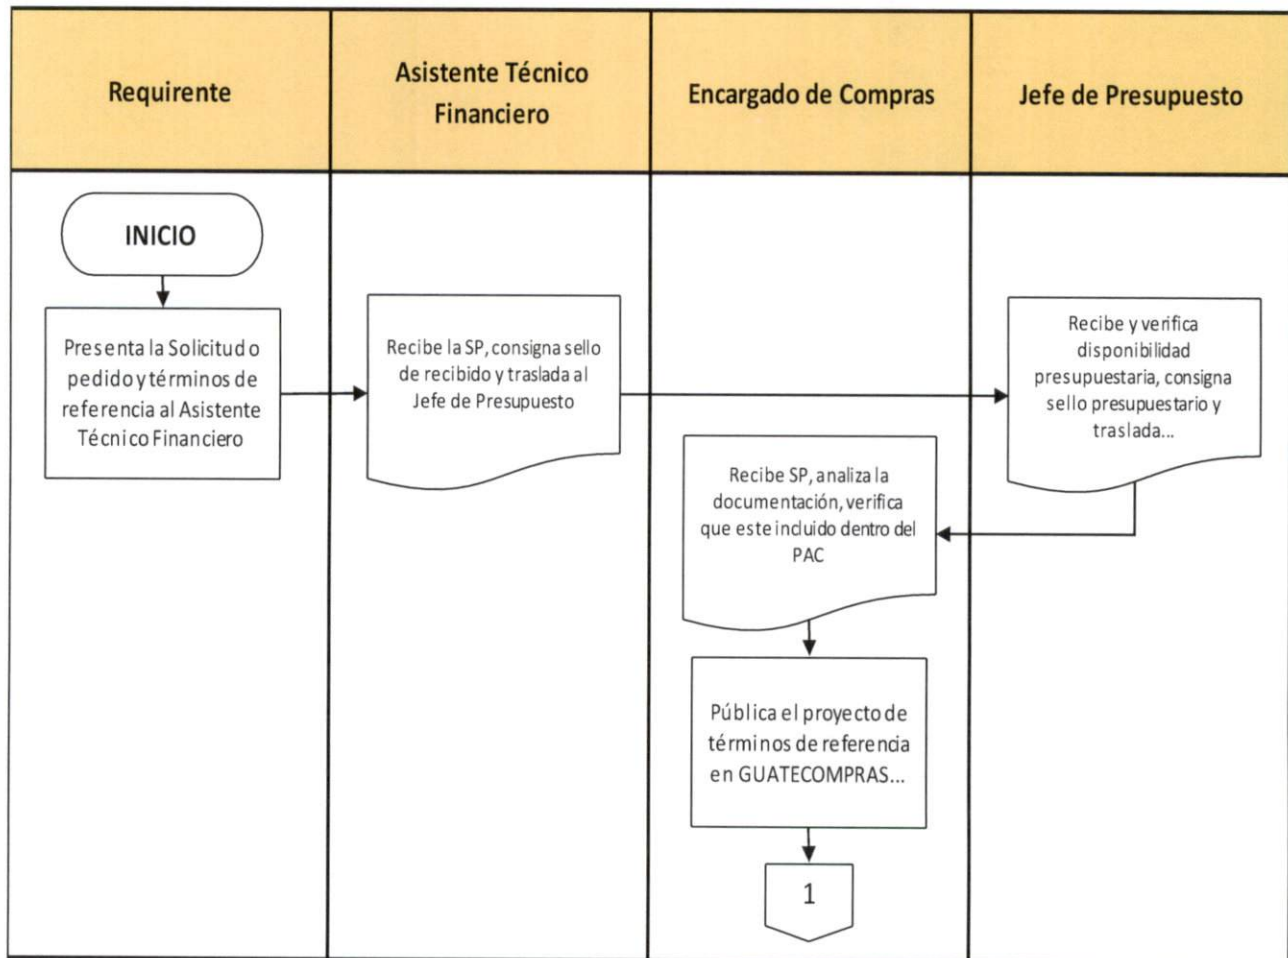 Requirente
Asistente Técnico
Financiero
Encargado de Compras
Jefe de Presupuesto
INICIO
Presenta la Solicitud o
pedido y términos de
referencia al Asistente
Técnico Financiero
Recibe la SP, consigna sello
de recibido y traslada al
Jefe de Presupuesto
Recibe y verifica
disponibilidad
presupuestaria, consigna
sello presupuestario y
traslada...
Recibe SP, analiza la
documentación, verifica
que este incluido dentro del
PAC
Pública el proyecto de
términos de referencia
en GUATECOMPRAS...
1